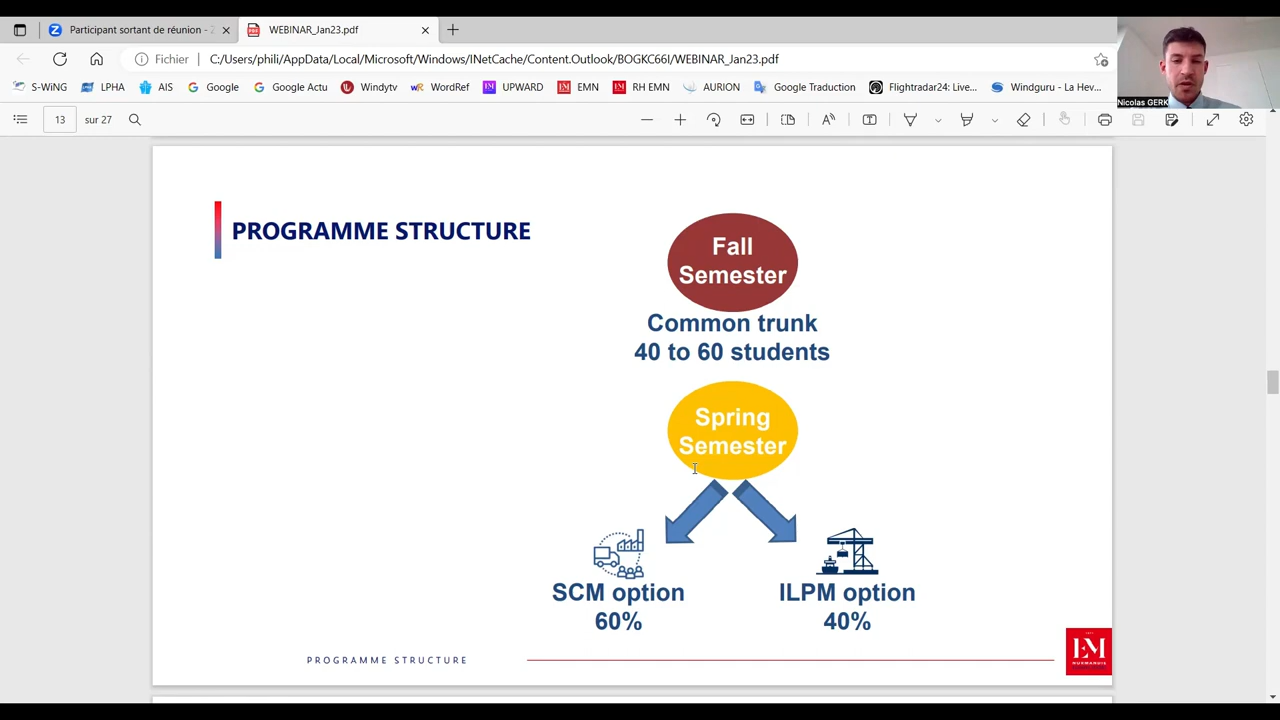 Participant sortant de réunion - Z
WEBINAR_Jan23.pdf
Fichier
C:/Users/phili/AppData/Local/Microsoft/Windows/INetCache/Content.Outlook/BOGKC66I/WEBINAR_Jan23.pdf
S-WiNG
LPHA
AIS
Google
Google Actu
Windytv
WordRef
UPWARD
EMN
RH EMN
AURION
Google Traduction
Flightradar24: Live...
Windguru - La Hev...
Nicolas GERK
13 sur 27
PROGRAMME STRUCTURE
Fall
Semester
Common trunk
40 to 60 students
Spring
Semester
SCM option
60%
ILPM option
40%
PROGRAMME STRUCTURE
EM
NORMANDIE